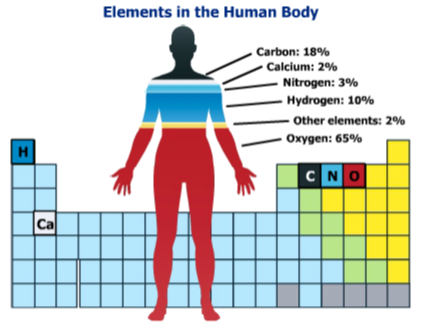 Elements in the Human Body
Carbon: 18%
Calcium: 2%
Nitrogen: 3%
Hydrogen: 10%
Other elements: 2%
Oxygen: 65%
H
C N O
Ca